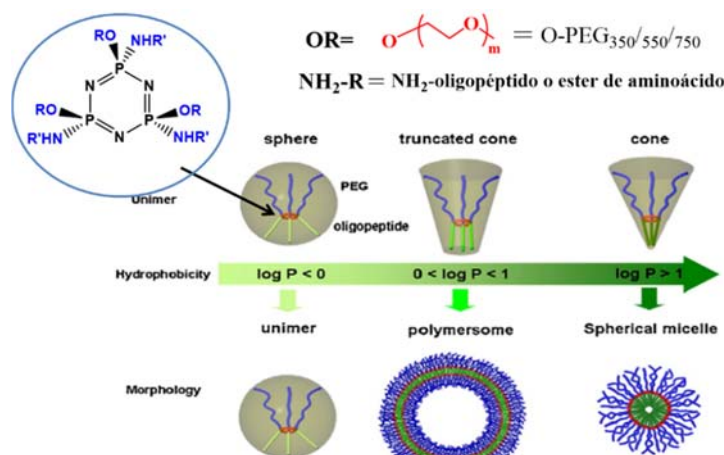 OR= O O m = O-PEG350/550/750
NH2-R = NH2-oligopéptido o ester de aminoácido
RO NHR'
P
N N
RO OR
P P
R'HN N NHR'
sphere truncated cone cone
Unimer
PEG
oligopeptide
Hydrophobicity log P < 0 0 < log P < 1 log P > 1
unimer polymersome Spherical micelle
Morphology